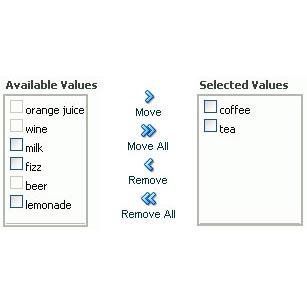 Available Values
orange juice
wine
milk
fizz
beer
lemonade
Move
Move All
Remove
Remove All
Selected Values
coffee
tea